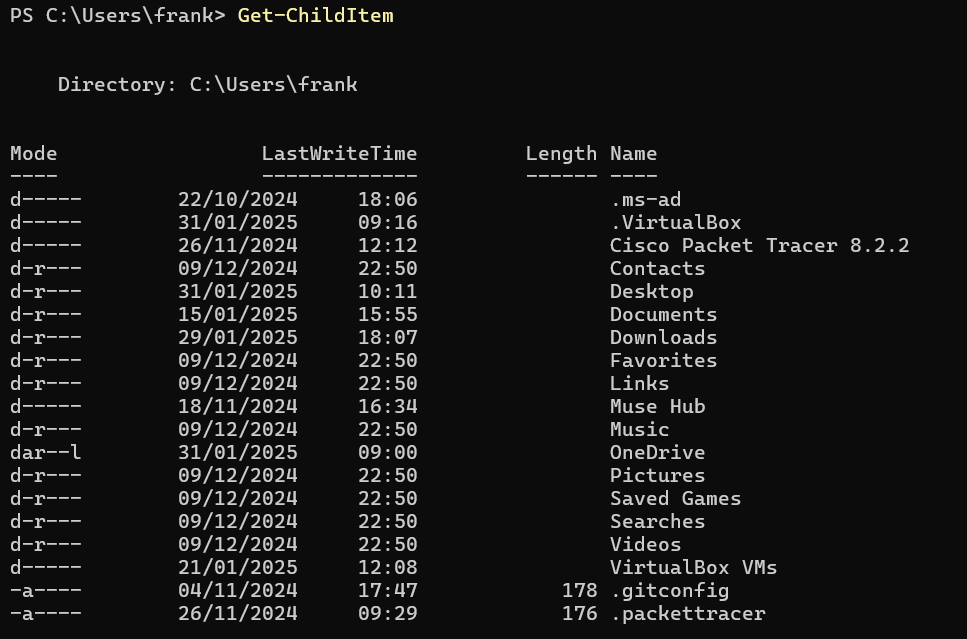 PS C:\Users\frank> Get-ChildItem
Directory: C:\Users\frank
Mode                 LastWriteTime         Length Name
----                 -------------         ------ ----
d-----        22/10/2024     18:06                .ms-ad
d-----        31/01/2025     09:16                .VirtualBox
d-----        26/11/2024     12:12                Cisco Packet Tracer 8.2.2
d-r---        09/12/2024     22:50                Contacts
d-r---        31/01/2025     10:11                Desktop
d-r---        15/01/2025     15:55                Documents
d-r---        29/01/2025     18:07                Downloads
d-r---        09/12/2024     22:50                Favorites
d-r---        09/12/2024     22:50                Links
d-----        18/11/2024     16:34                Muse Hub
d-r---        09/12/2024     22:50                Music
dar--l        31/01/2025     09:00                OneDrive
d-r---        09/12/2024     22:50                Pictures
d-r---        09/12/2024     22:50                Saved Games
d-r---        09/12/2024     22:50                Searches
d-r---        09/12/2024     22:50                Videos
d-----        21/01/2025     12:08                VirtualBox VMs
-a----        04/11/2024     17:47            178 .gitconfig
-a----        26/11/2024     09:29            176 .packettracer